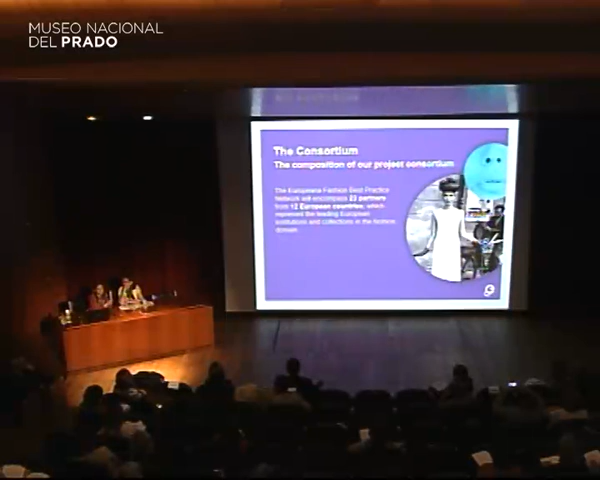 MUSEO NACIONAL
DEL PRADO
The Consortium
The composition of our project consortium
The Europeana Fashion Best Practice
Network will encompass 22 partners
from 12 European countries, which
represent the leading European
institutions and collections in the fashion
domain.